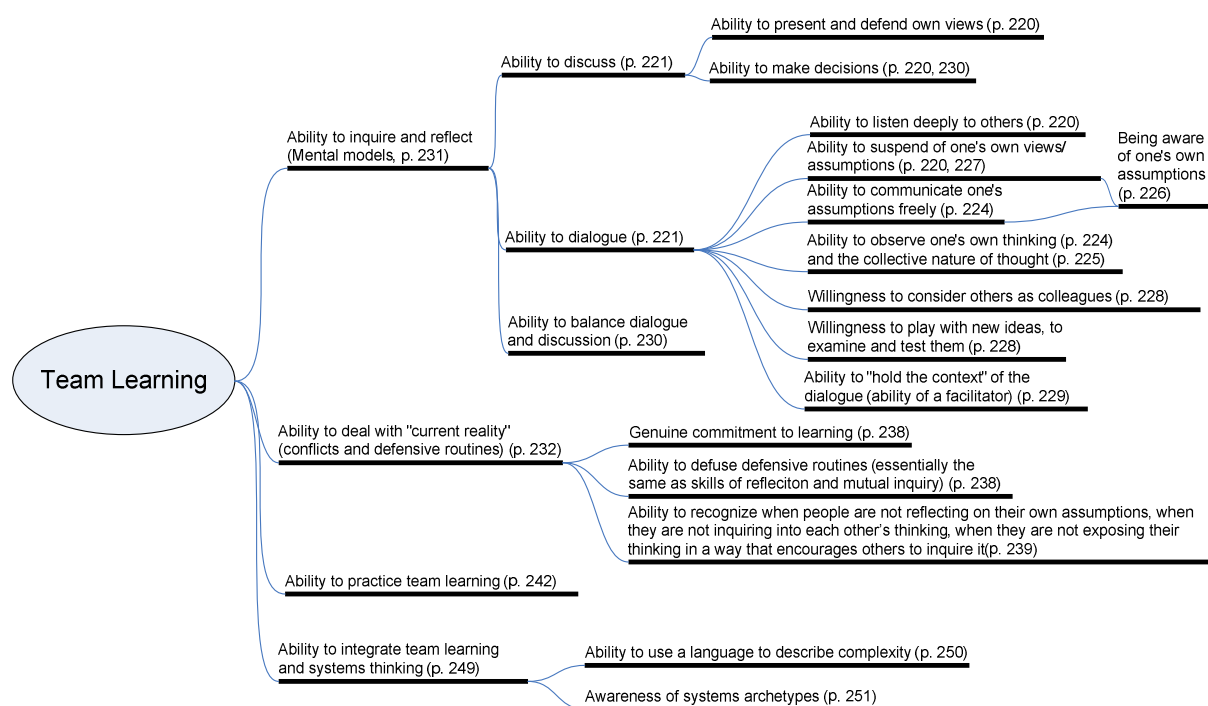 Team Learning
Ability to inquire and reflect
(Mental models, p. 231)
Ability to discuss (p. 221)
Ability to present and defend own views (p. 220)
Ability to make decisions (p. 220, 230)
Ability to dialogue (p. 221)
Ability to listen deeply to others (p. 220)
Ability to suspend of one's own views/
assumptions (p. 220, 227)
Ability to communicate one's
assumptions freely (p. 224)
Being aware
of one's own
assumptions
(p. 226)
Ability to observe one's own thinking (p. 224)
and the collective nature of thought (p. 225)
Willingness to consider others as colleagues (p. 228)
Willingness to play with new ideas, to
examine and test them (p. 228)
Ability to "hold the context" of the
dialogue (ability of a facilitator) (p. 229)
Ability to balance dialogue
and discussion (p. 230)
Ability to deal with "current reality"
(conflicts and defensive routines) (p. 232)
Genuine commitment to learning (p. 238)
Ability to defuse defensive routines (essentially the
same as skills of refleciton and mutual inquiry) (p. 238)
Ability to recognize when people are not reflecting on their own assumptions, when
they are not inquiring into each other's thinking, when they are not exposing their
thinking in a way that encourages others to inquire it(p. 239)
Ability to practice team learning (p. 242)
Ability to integrate team learning
and systems thinking (p. 249)
Ability to use a language to describe complexity (p. 250)
Awareness of systems archetypes (p. 251)